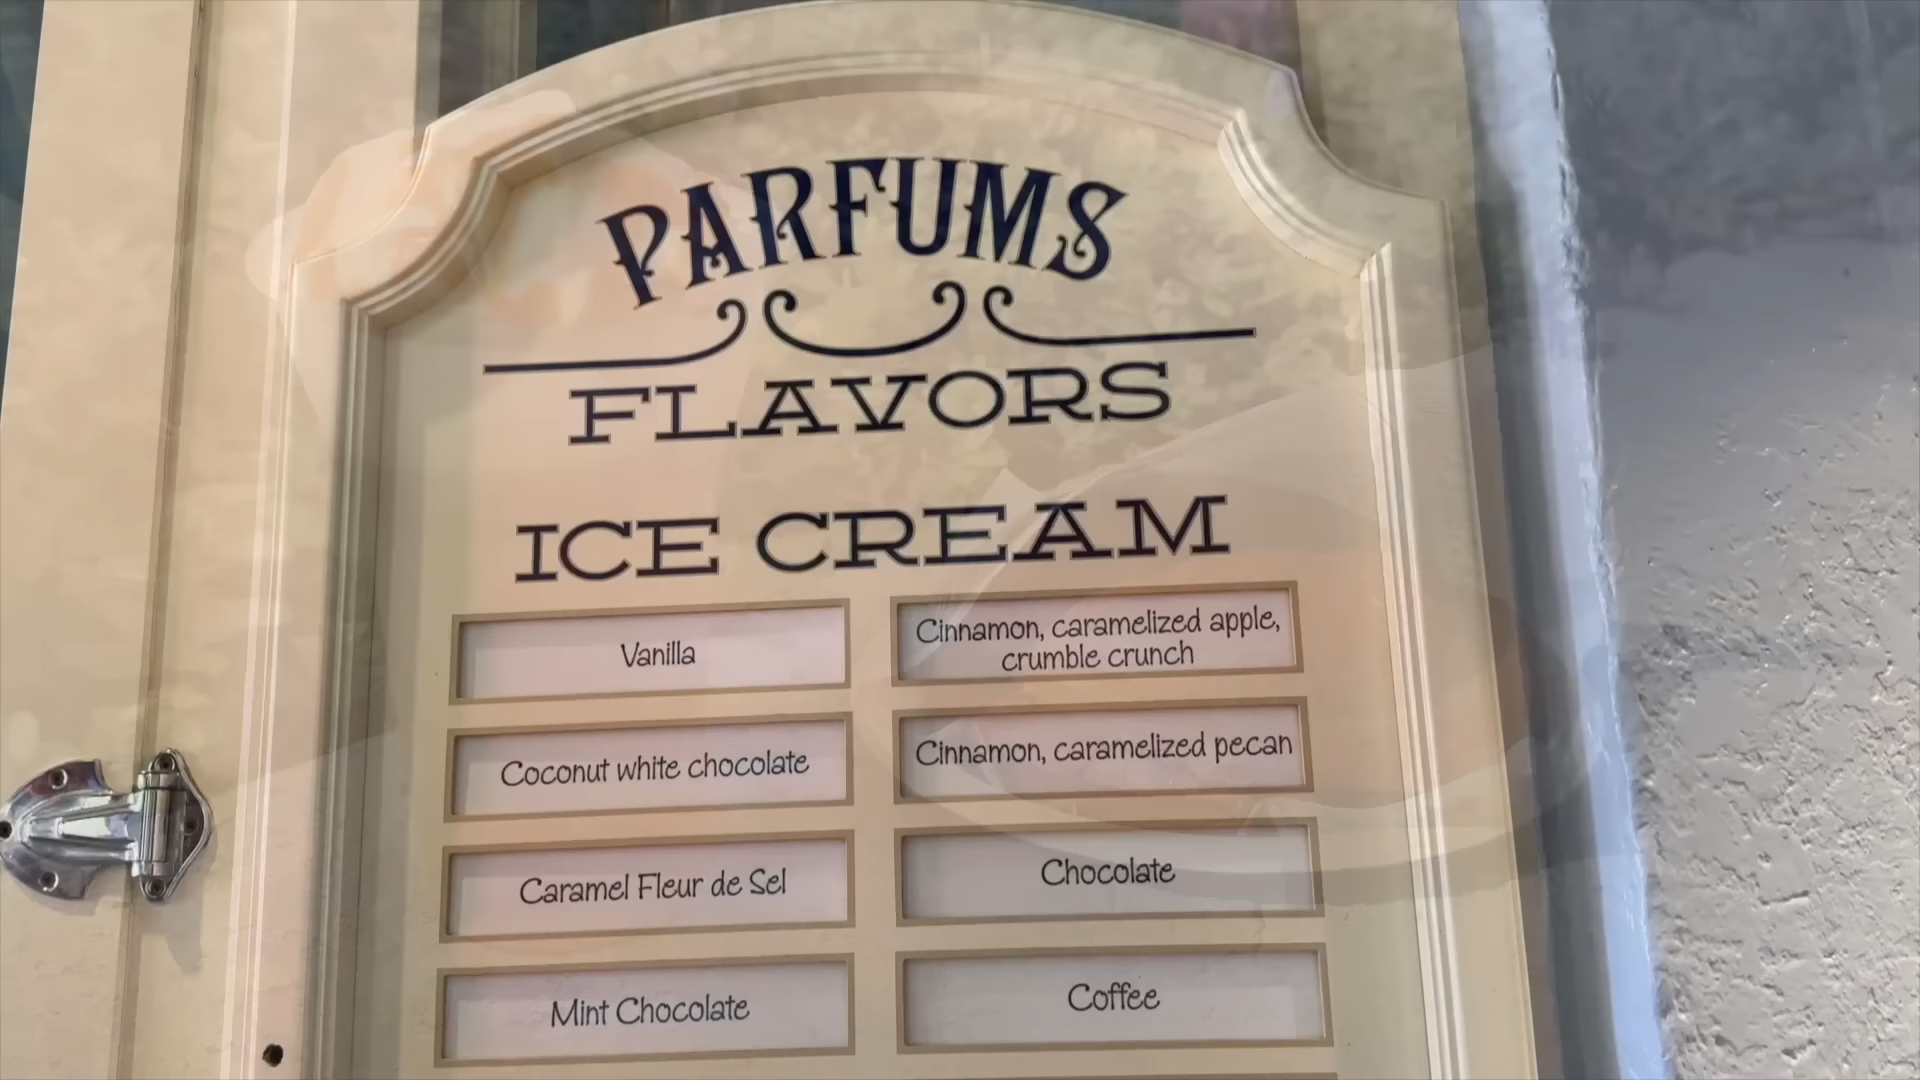 PARFUMS
FLAVORS
ICE CREAM
Vanilla
Cinnamon, caramelized apple,
crumble crunch
Coconut white chocolate
Cinnamon, caramelized pecan
Caramel Fleur de Sel
Chocolate
Mint Chocolate
Coffee